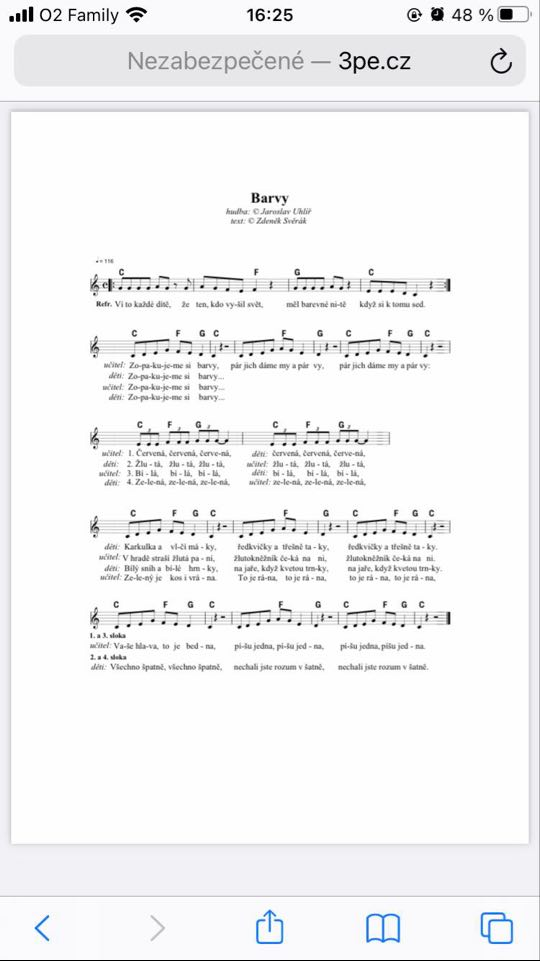 O2 Family 16:25 48 %
Nezabezpečené — 3pe.cz
Barvy
hudba: © Jaroslav Uhlíř
text: © Zdeněk Svěrák
♩ = 116
C F G C
Refr. Ví to každé dítě, že ten, kdo vy-šil svět, měl barevné ni-tě když si k tomu sed.
C F G C F G C F G C
učitel: Zo-pa-ku-je-me si barvy, pár jich dáme my a pár vy, pár jich dáme my a pár vy:
děti: Zo-pa-ku-je-me si barvy...
učitel: Zo-pa-ku-je-me si barvy...
děti: Zo-pa-ku-je-me si barvy...
C F G C F G
3 3 3 3
učitel: 1. Červená, červená, červe-ná, děti: červená, červená, červe-ná,
děti: 2. Žlu - tá, žlu - tá, žlu - tá, učitel: žlu - tá, žlu - tá, žlu - tá,
učitel: 3. Bí - lá, bí - lá, bí - lá, děti: bí - lá, bí - lá, bí - lá,
děti: 4. Ze-le-ná, ze-le-ná, ze-le-ná, učitel: ze-le-ná, ze-le-ná, ze-le-ná,
C F G C F G C F G C
děti: Karkulka a vl-čí má - ky, ředkvičky a třešně ta - ky, ředkvičky a třešně ta - ky.
učitel: V hradě straší žlutá pa - ní, žlutokněžník če-ká na ni, žlutokněžník če-ká na ni.
děti: Bílý sníh a bí-lé hrn - ky, na jaře, když kvetou trn-ky, na jaře, když kvetou trn-ky.
učitel: Ze-le-ný je kos i vrá - na. To je rá-na, to je rá - na, to je rá - na, to je rá - na,
C F G C F G C F G C
1. a 3. sloka
učitel: Va-še hla-va, to je bed - na, pí-šu jedna, pí-šu jed - na, pí-šu jedna, píšu jed - na.
2. a 4. sloka
děti: Všechno špatně, všechno špatně, nechali jste rozum v šatně, nechali jste rozum v šatně.